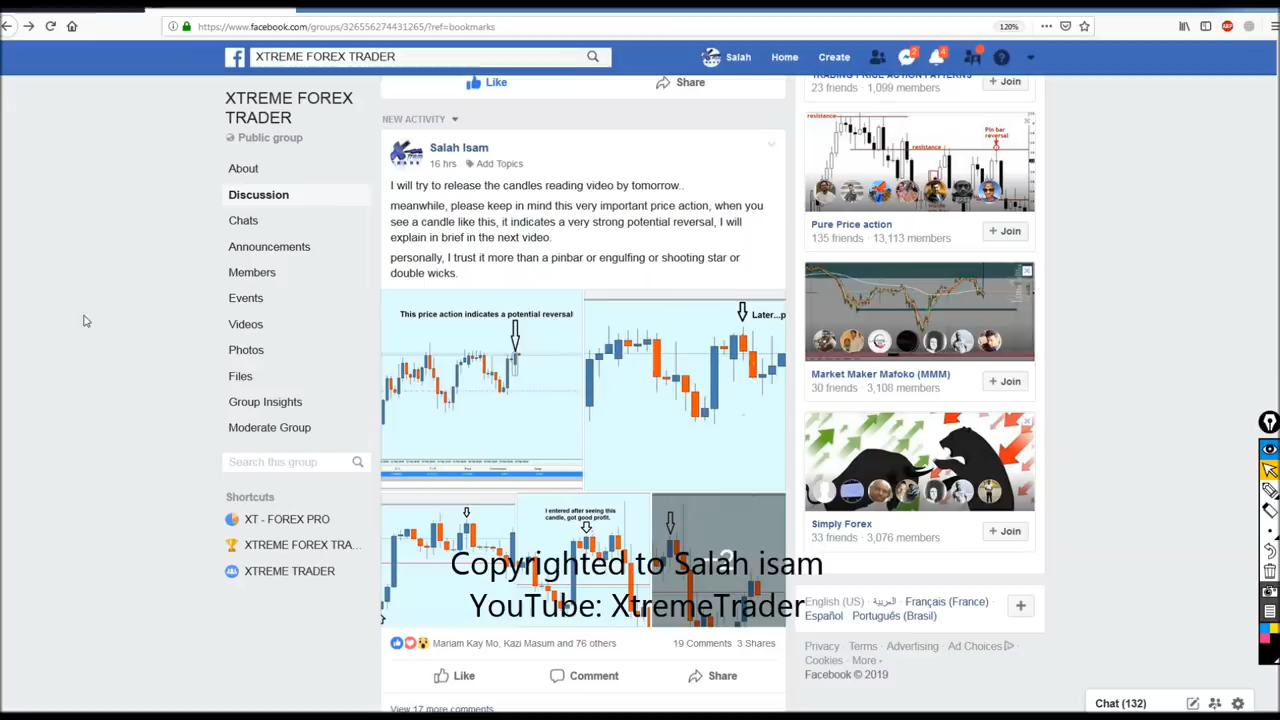 https://www.facebook.com/groups/326556274431265/?ref=bookmarks
120%
XTREME FOREX TRADER
Salah
Home
Create
2
4
XTREME FOREX
TRADER
Public group
About
Discussion
Chats
Announcements
Members
Events
Videos
Photos
Files
Group Insights
Moderate Group
Search this group
Shortcuts
XT - FOREX PRO
XTREME FOREX TRA...
XTREME TRADER
Like
Share
NEW ACTIVITY
Salah Isam
16 hrs
Add Topics
I will try to release the candles reading video by tomorrow..
meanwhile, please keep in mind this very important price action, when you
see a candle like this, it indicates a very strong potential reversal, I will
explain in brief in the next video.
personally, I trust it more than a pinbar or engulfing or shooting star or
double wicks.
This price action indicates a potential reversal
Later...p
I entered after seeing this
candle, got good profit.
Copyrighted to Salah isam
YouTube: XtremeTrader
Mariam Kay Mo, Kazi Masum and 76 others
19 Comments 3 Shares
Like
Comment
Share
View 17 more comments
TRADING PRICE ACTION PATTERNS
23 friends · 1,099 members
+ Join
resistance
Pin bar
reversal
resistance
Pure Price action
135 friends · 13,113 members
+ Join
Market Maker Mafoko (MMM)
30 friends · 3,108 members
+ Join
Simply Forex
33 friends · 3,076 members
+ Join
English (US) · العربية · Français (France) ·
Español · Português (Brasil)
Privacy · Terms · Advertising · Ad Choices ·
Cookies · More
Facebook © 2019
Chat (132)